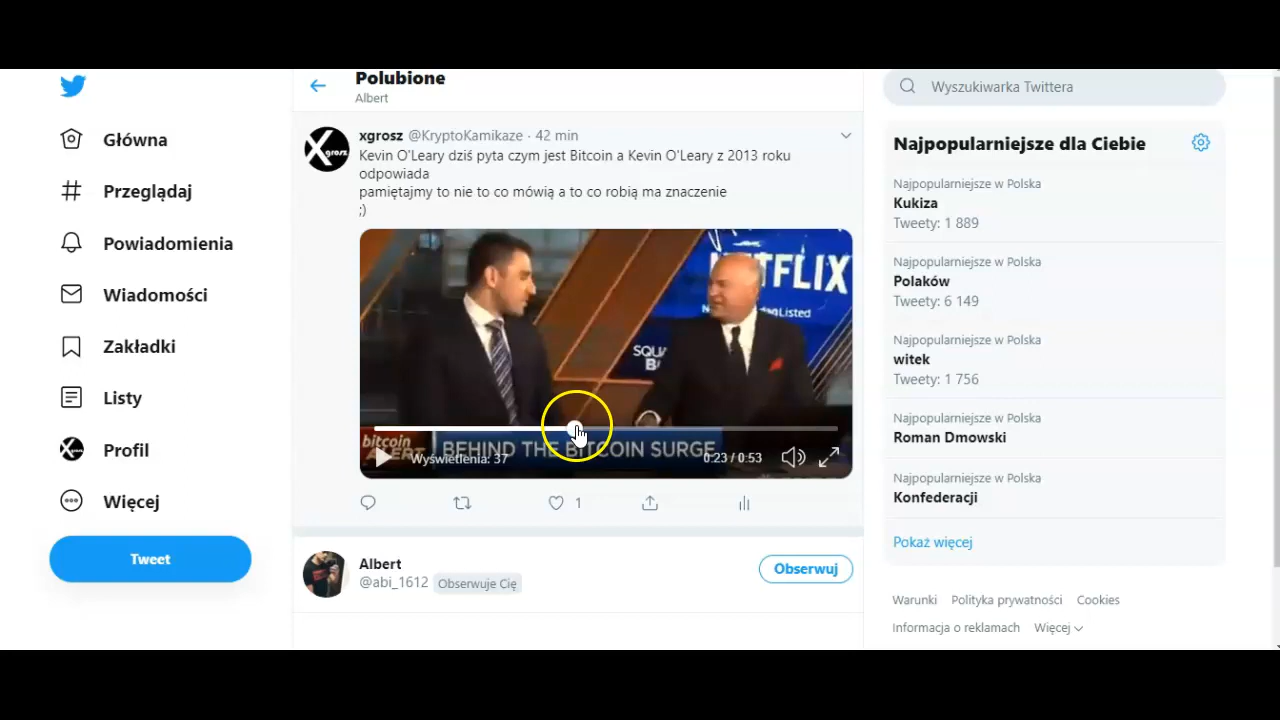 Główna
Przeglądaj
Powiadomienia
Wiadomości
Zakładki
Listy
Profil
Więcej
Tweet
Polubione
Albert
xgrosz @KryptoKamikaze · 42 min
Kevin O'Leary dziś pyta czym jest Bitcoin a Kevin O'Leary z 2013 roku
odpowiada
pamiętajmy to nie to co mówią a to co robią ma znaczenie
;)
NETFLIX
Listed
bitcoin
ALERT
BEHIND THE BITCOIN SURGE
Wyświetlenia: 37
0:23 / 0:53
1
Albert
@abi_1612 Obserwuje Cię
Obserwuj
Wyszukiwarka Twittera
Najpopularniejsze dla Ciebie
Najpopularniejsze w Polska
Kukiza
Tweety: 1 889
Najpopularniejsze w Polska
Polaków
Tweety: 6 149
Najpopularniejsze w Polska
witek
Tweety: 1 756
Najpopularniejsze w Polska
Roman Dmowski
Najpopularniejsze w Polska
Konfederacji
Pokaż więcej
Warunki Polityka prywatności Cookies
Informacja o reklamach Więcej